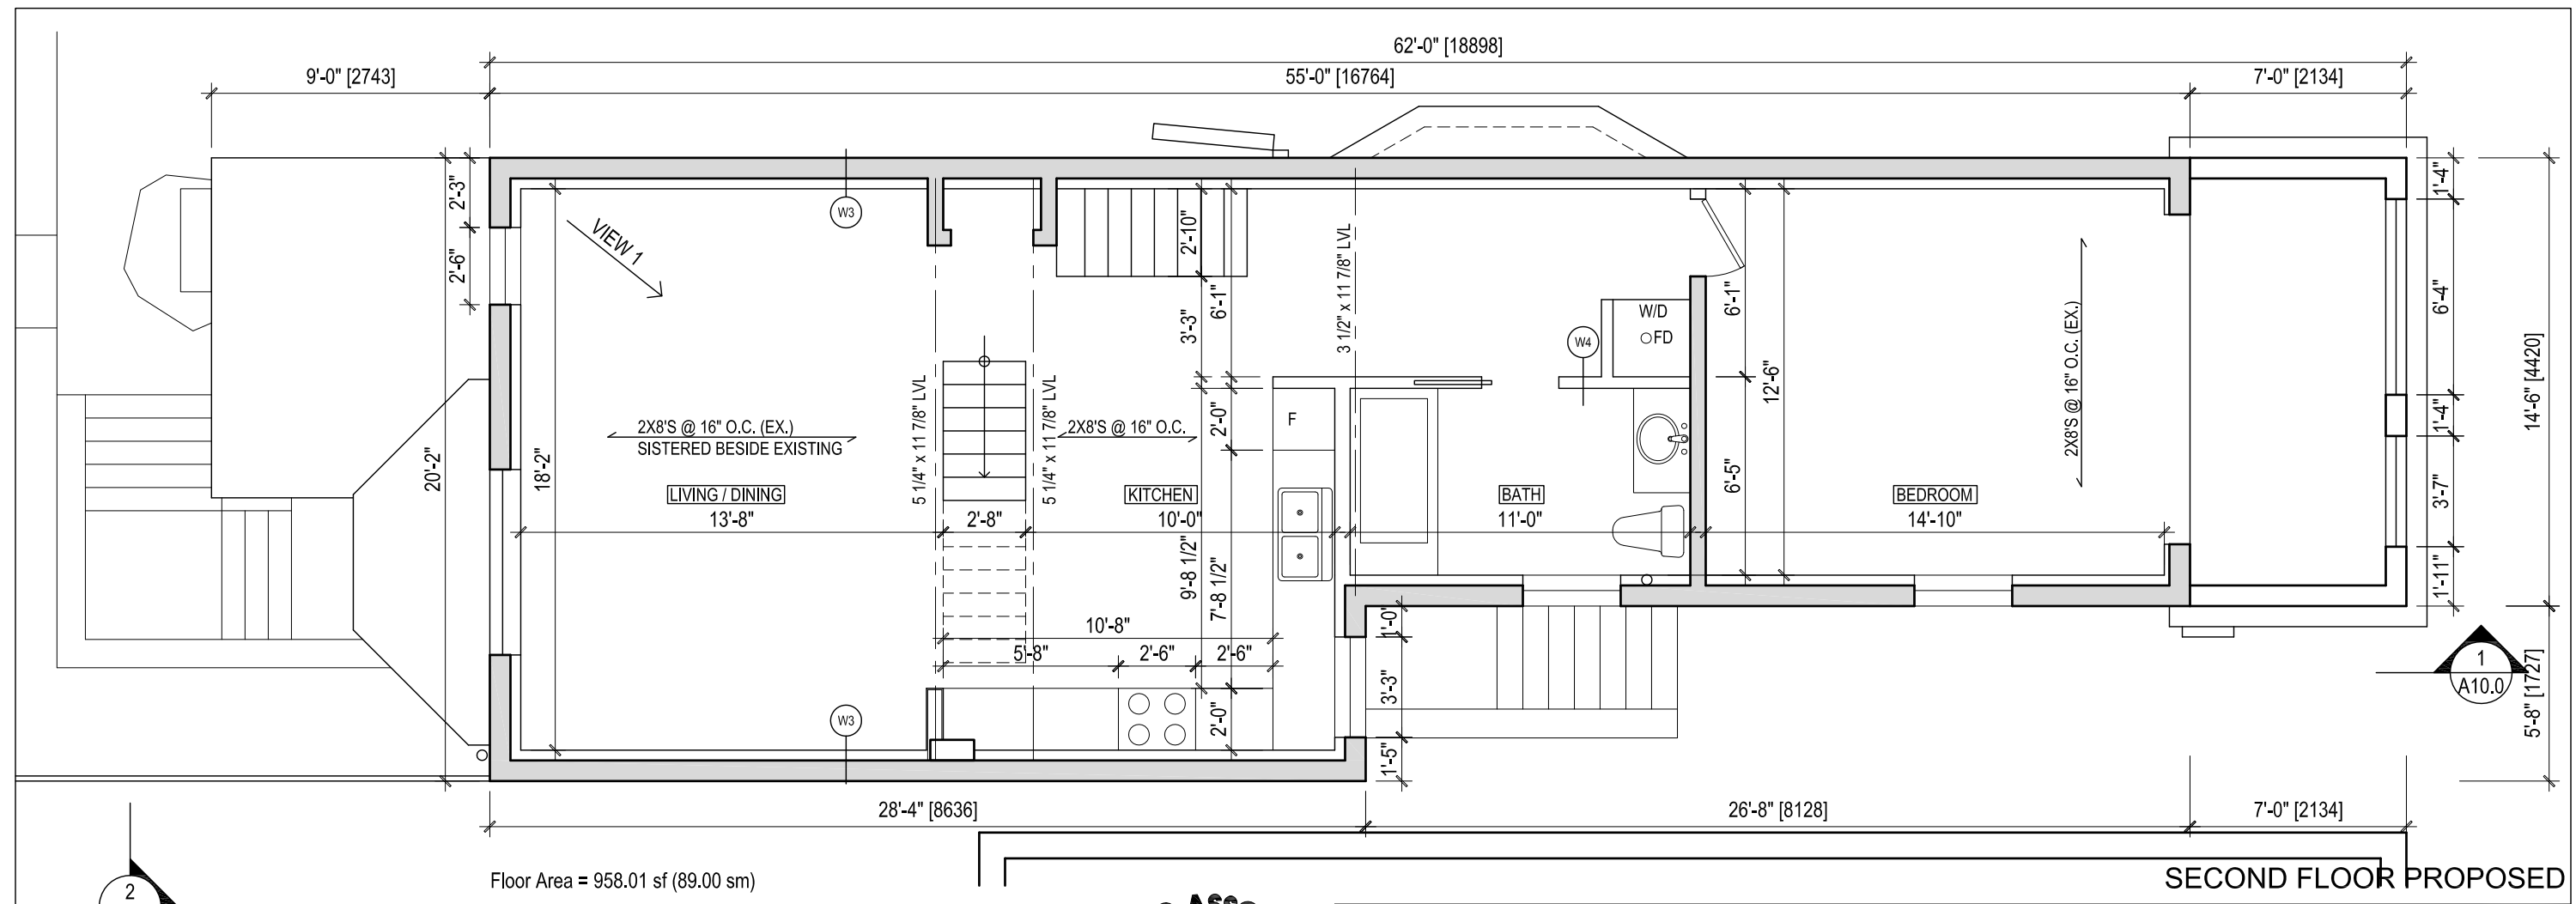 62'-0" [18898]
9'-0" [2743]
55'-0" [16764]
7'-0" [2134]
2'-3"
2'-6"
20'-2"
18'-2"
VIEW 1
W3
2'-10"
6'-1"
3'-3"
3 1/2" x 11 7/8" LVL
W/D
FD
W4
6'-1"
12'-6"
2X8'S @ 16" O.C. (EX.)
1'-4"
6'-4"
1'-4"
3'-7"
1'-11"
14'-6" [4420]
5'-8" [1727]
2X8'S @ 16" O.C. (EX.)
SISTERED BESIDE EXISTING
5 1/4" x 11 7/8" LVL
5 1/4" x 11 7/8" LVL
2X8'S @ 16" O.C.
2'-0"
F
6'-5"
LIVING / DINING
KITCHEN
BATH
BEDROOM
13'-8"
2'-8"
10'-0"
11'-0"
14'-10"
9'-8 1/2"
7'-8 1/2"
10'-8"
5'-8"
2'-6"
2'-6"
2'-0"
1'-0"
3'-3"
1'-5"
W3
1
A10.0
28'-4" [8636]
26'-8" [8128]
7'-0" [2134]
2
Floor Area = 958.01 sf (89.00 sm)
SECOND FLOOR PROPOSED